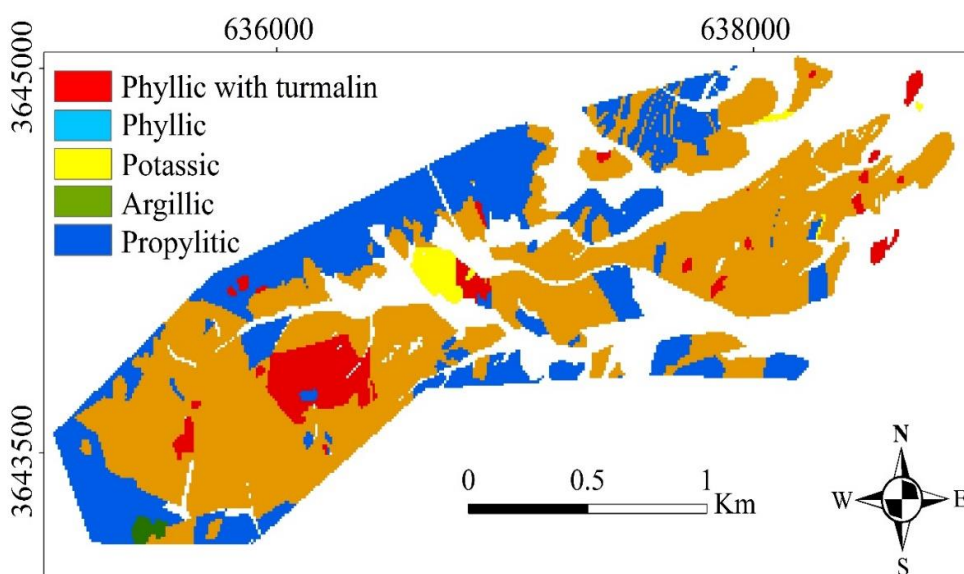 636000 638000
3645000
3643500
Phyllic with turmalin
Phyllic
Potassic
Argillic
Propylitic
0 0.5 1
Km
N
W E
S